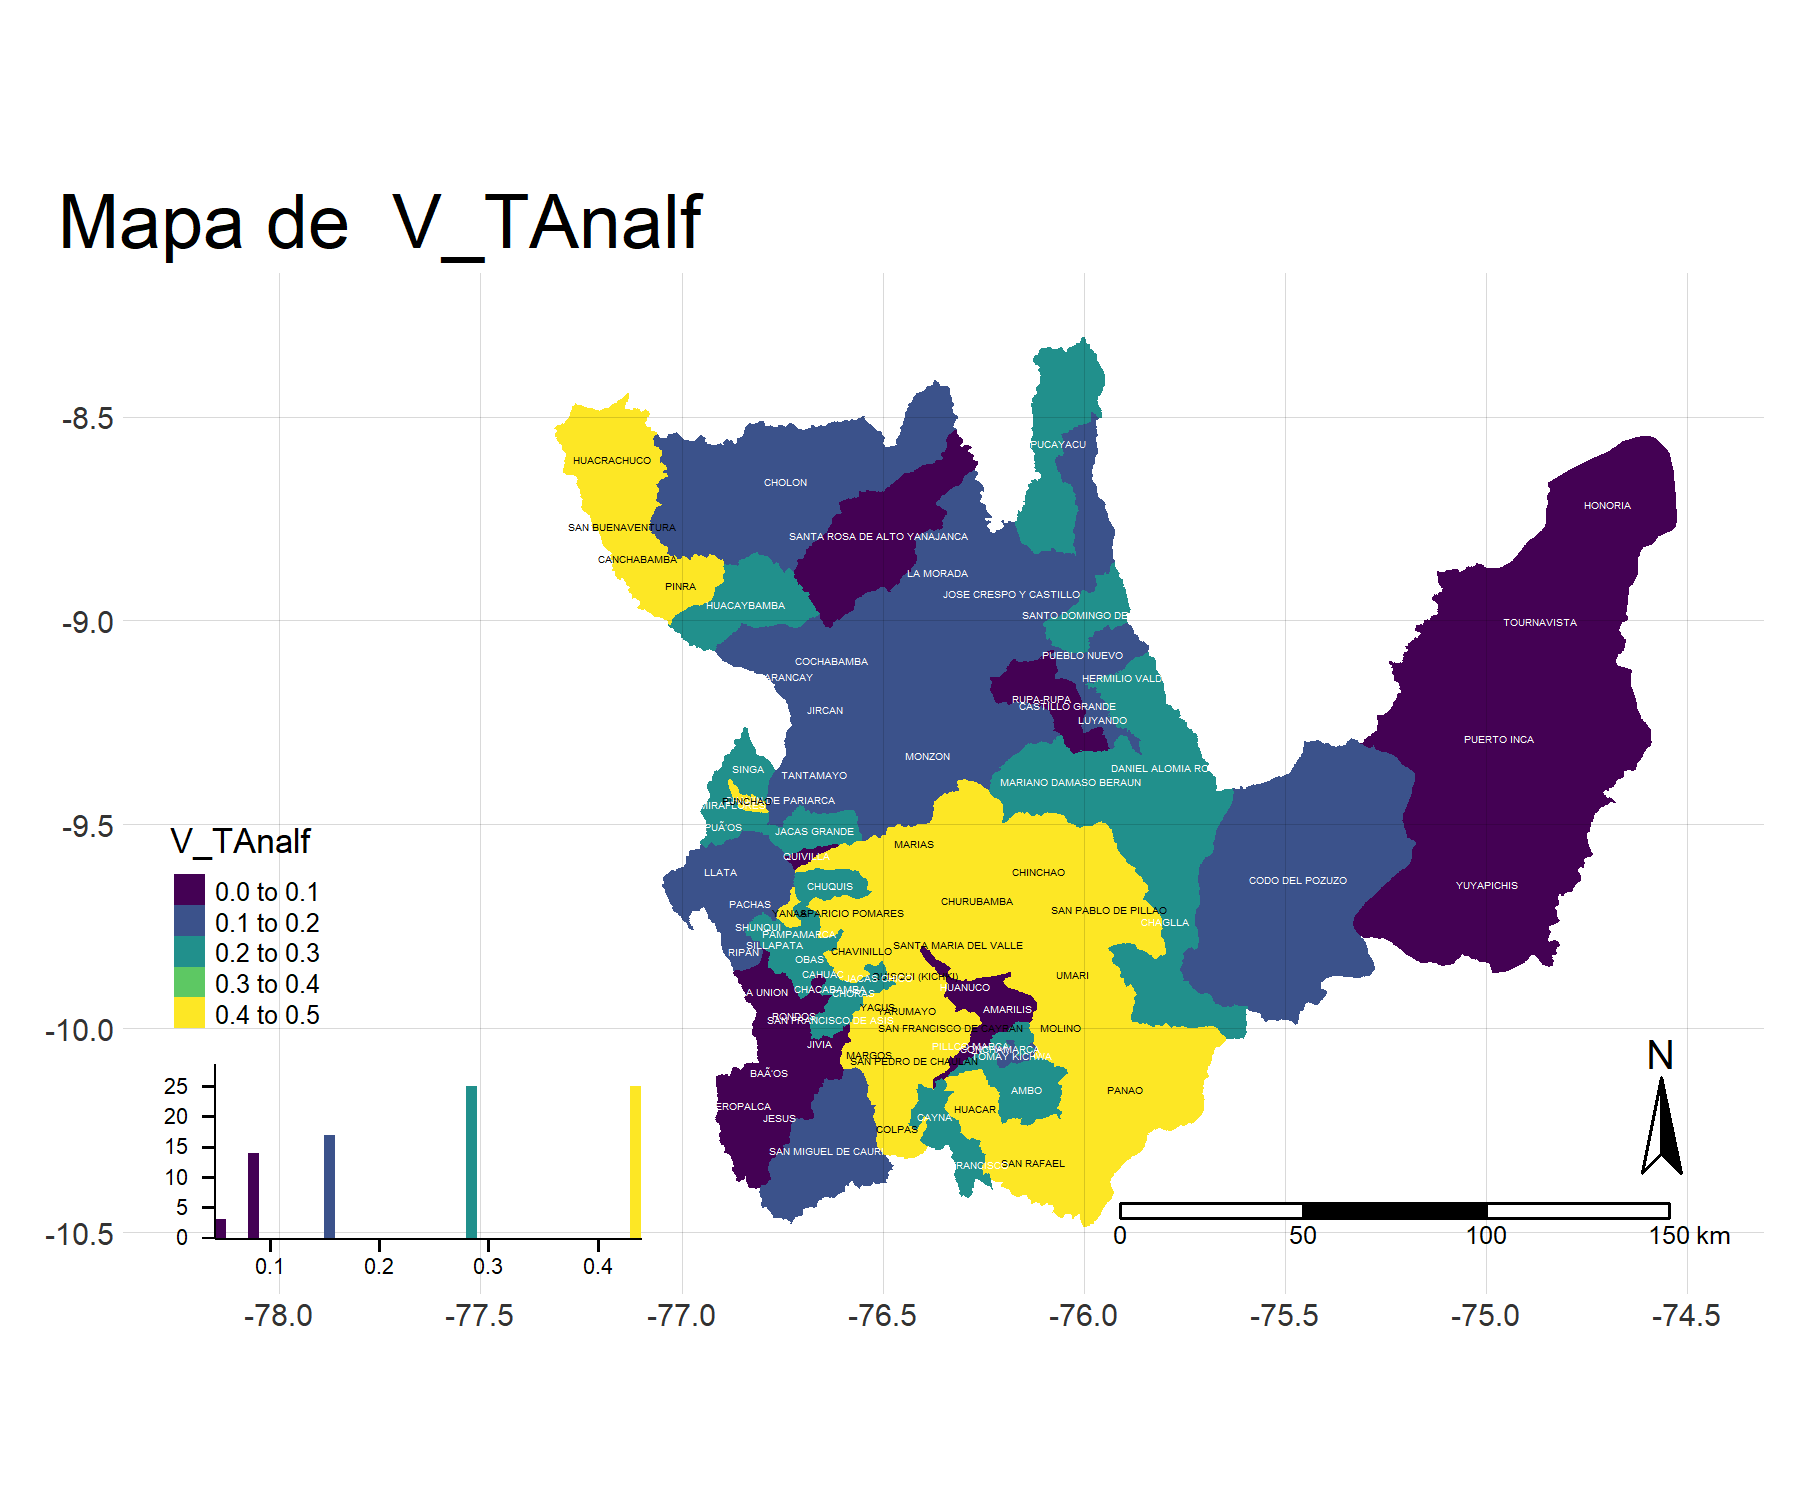 Mapa de V_TAnalf
-8.5
-9.0
-9.5
-10.0
-10.5
PUCAYACU
HUACRACHUCO
CHOLON
HONORIA
SAN BUENAVENTURA
SANTA ROSA DE ALTO YANAJANCA
CANCHABAMBA
LA MORADA
PINRA
JOSE CRESPO Y CASTILLO
HUACAYBAMBA
SANTO DOMINGO DE
TOURNAVISTA
PUEBLO NUEVO
COCHABAMBA
ARANCAY
HERMILIO VALD
RUPA-RUPA
CASTILLO GRANDE
JIRCAN
LUYANDO
PUERTO INCA
MONZON
SINGA
TANTAMAYO
DANIEL ALOMIA RO
MARIANO DAMASO BERAUN
PUNCHAO
DE PARIARCA
MIRAFLORES
PUÃ'OS
JACAS GRANDE
MARIAS
QUIVILLA
LLATA
CHINCHAO
CODO DEL POZUZO
CHUQUIS
YUYAPICHIS
PACHAS
CHURUBAMBA
YANAS
APARICIO POMARES
SAN PABLO DE PILLAO
CHAGLLA
SHUNQUI
PAMPAMARCA
SILLAPATA
SANTA MARIA DEL VALLE
RIPAN
CHAVINILLO
OBAS
CAHUAC
QUISQUI (KICHKI)
UMARI
HUANUCO
CHACABAMBA
CHORAS
A UNION
YACUS
YARUMAYO
AMARILIS
RONDOS
SAN FRANCISCO DE ASIS
SAN FRANCISCO DE CAYRAN
MOLINO
JIVIA
PILLCO MARCA
CONCHAMARCA
MARGOS
TOMAY KICHWA
SAN PEDRO DE CHAULAN
BAÃ'OS
AMBO
PANAO
EROPALCA
HUACAR
JESUS
CAYNA
COLPAS
SAN MIGUEL DE CAURI
FRANCISC
SAN RAFAEL
V_TAnalf
0.0 to 0.1
0.1 to 0.2
0.2 to 0.3
0.3 to 0.4
0.4 to 0.5
25
20
15
10
5
0
0.1 0.2 0.3 0.4
N
0 50 100 150 km
-78.0 -77.5 -77.0 -76.5 -76.0 -75.5 -75.0 -74.5